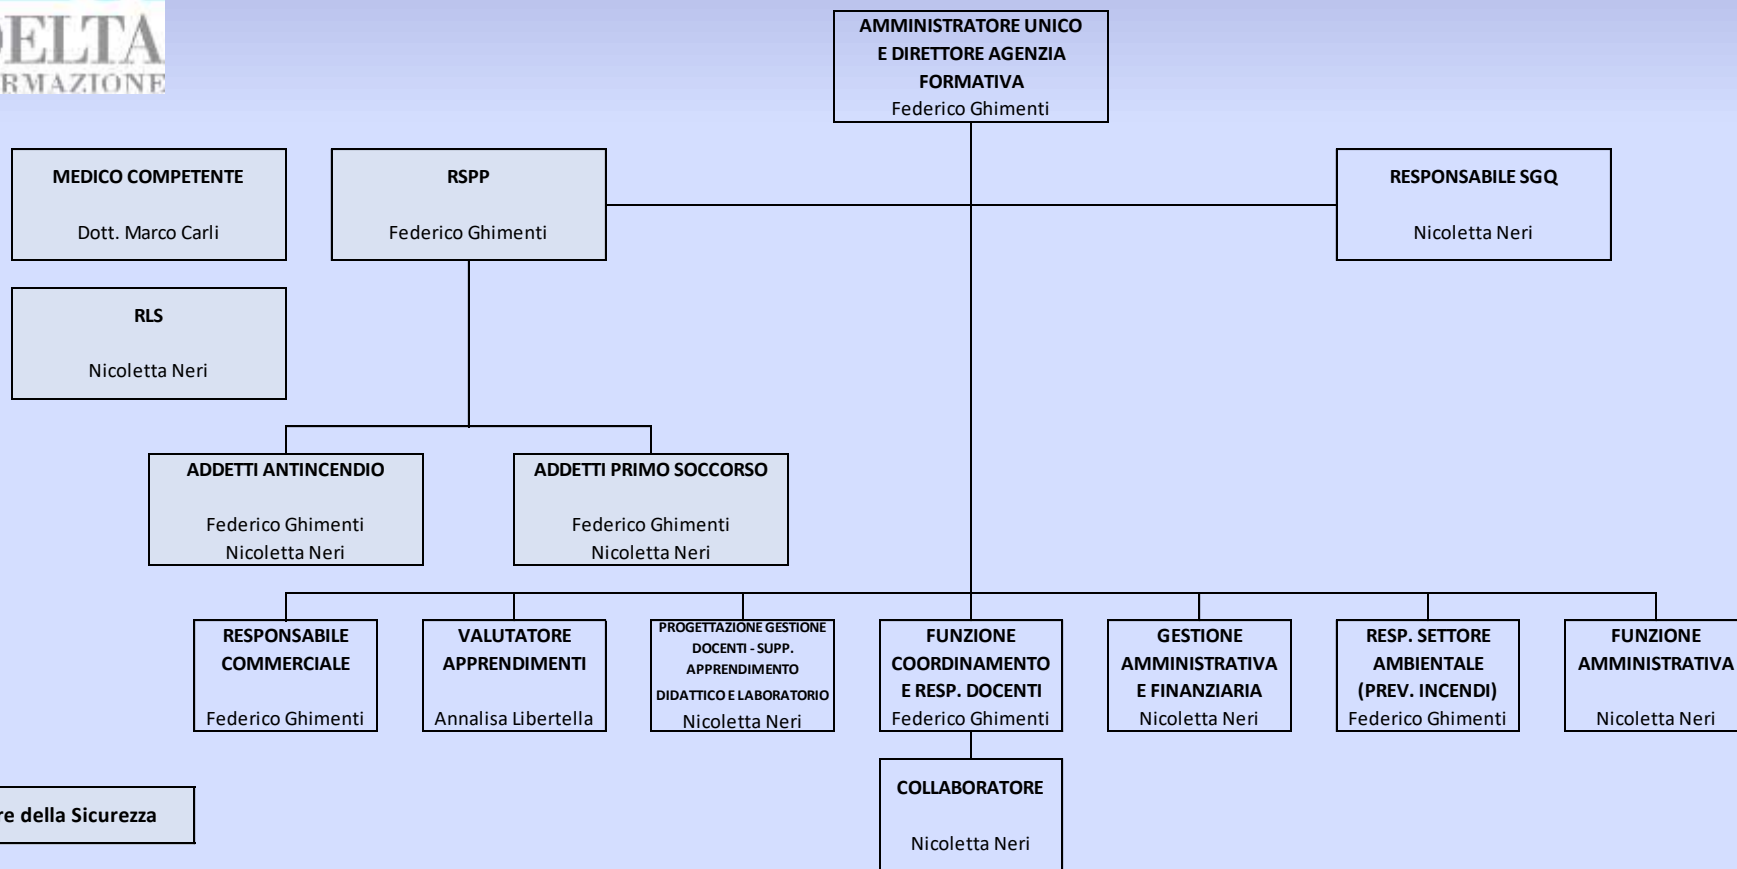 DELTA
RMAZIONE
AMMINISTRATORE UNICO
E DIRETTORE AGENZIA
FORMATIVA
Federico Ghimenti
MEDICO COMPETENTE
Dott. Marco Carli
RSPP
Federico Ghimenti
RESPONSABILE SGQ
Nicoletta Neri
RLS
Nicoletta Neri
ADDETTI ANTINCENDIO
Federico Ghimenti
Nicoletta Neri
ADDETTI PRIMO SOCCORSO
Federico Ghimenti
Nicoletta Neri
RESPONSABILE
COMMERCIALE
Federico Ghimenti
VALUTATORE
APPRENDIMENTI
Annalisa Libertella
PROGETTAZIONE GESTIONE
DOCENTI - SUPP.
APPRENDIMENTO
DIDATTICO E LABORATORIO
Nicoletta Neri
FUNZIONE
COORDINAMENTO
E RESP. DOCENTI
Federico Ghimenti
GESTIONE
AMMINISTRATIVA
E FINANZIARIA
Nicoletta Neri
RESP. SETTORE
AMBIENTALE
(PREV. INCENDI)
Federico Ghimenti
FUNZIONE
AMMINISTRATIVA
Nicoletta Neri
COLLABORATORE
Nicoletta Neri
re della Sicurezza